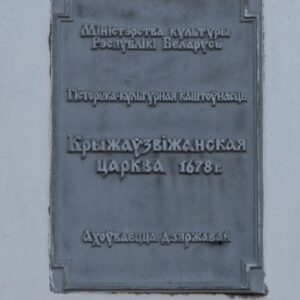 Міністэрства культуры
Рэспублікі Беларусь
Гісторыка-культурная каштоўнасць
Крыжаўзвіжанская
царква 1678 г.
Ахоўваецца дзяржавай